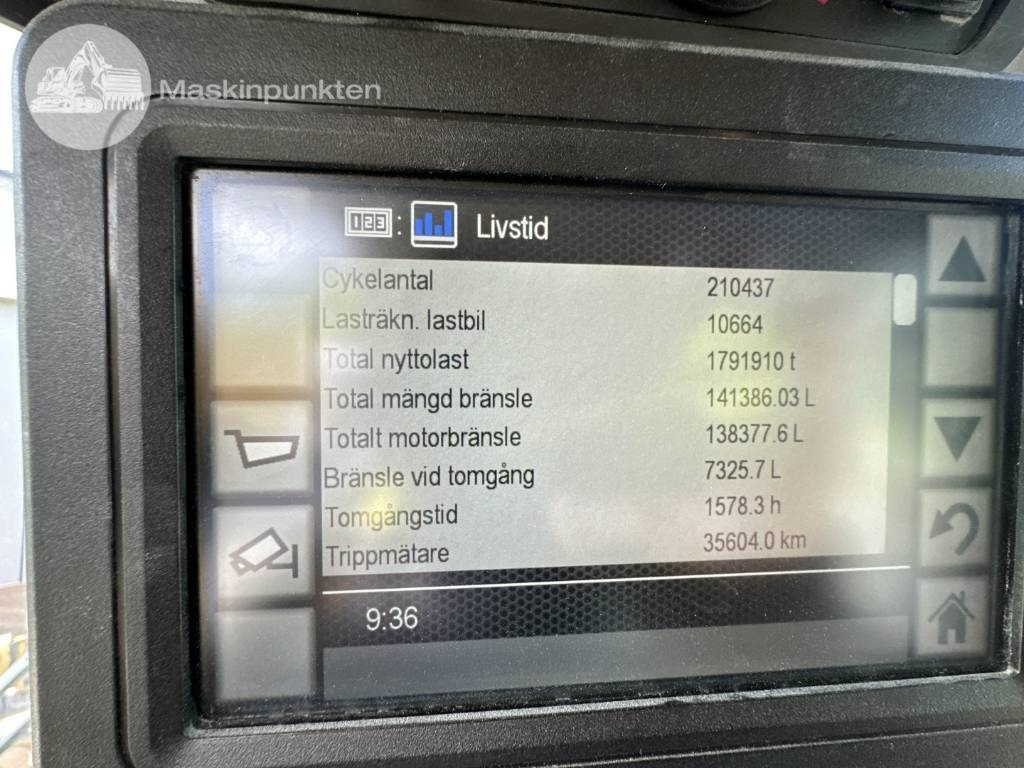 Maskinpunkten
123 : Livstid
Cykelantal 210437
Lasträkn. lastbil 10664
Total nyttolast 1791910 t
Total mängd bränsle 141386.03 L
Totalt motorbränsle 138377.6 L
Bränsle vid tomgång 7325.7 L
Tomgångstid 1578.3 h
Trippmätare 35604.0 km
9:36